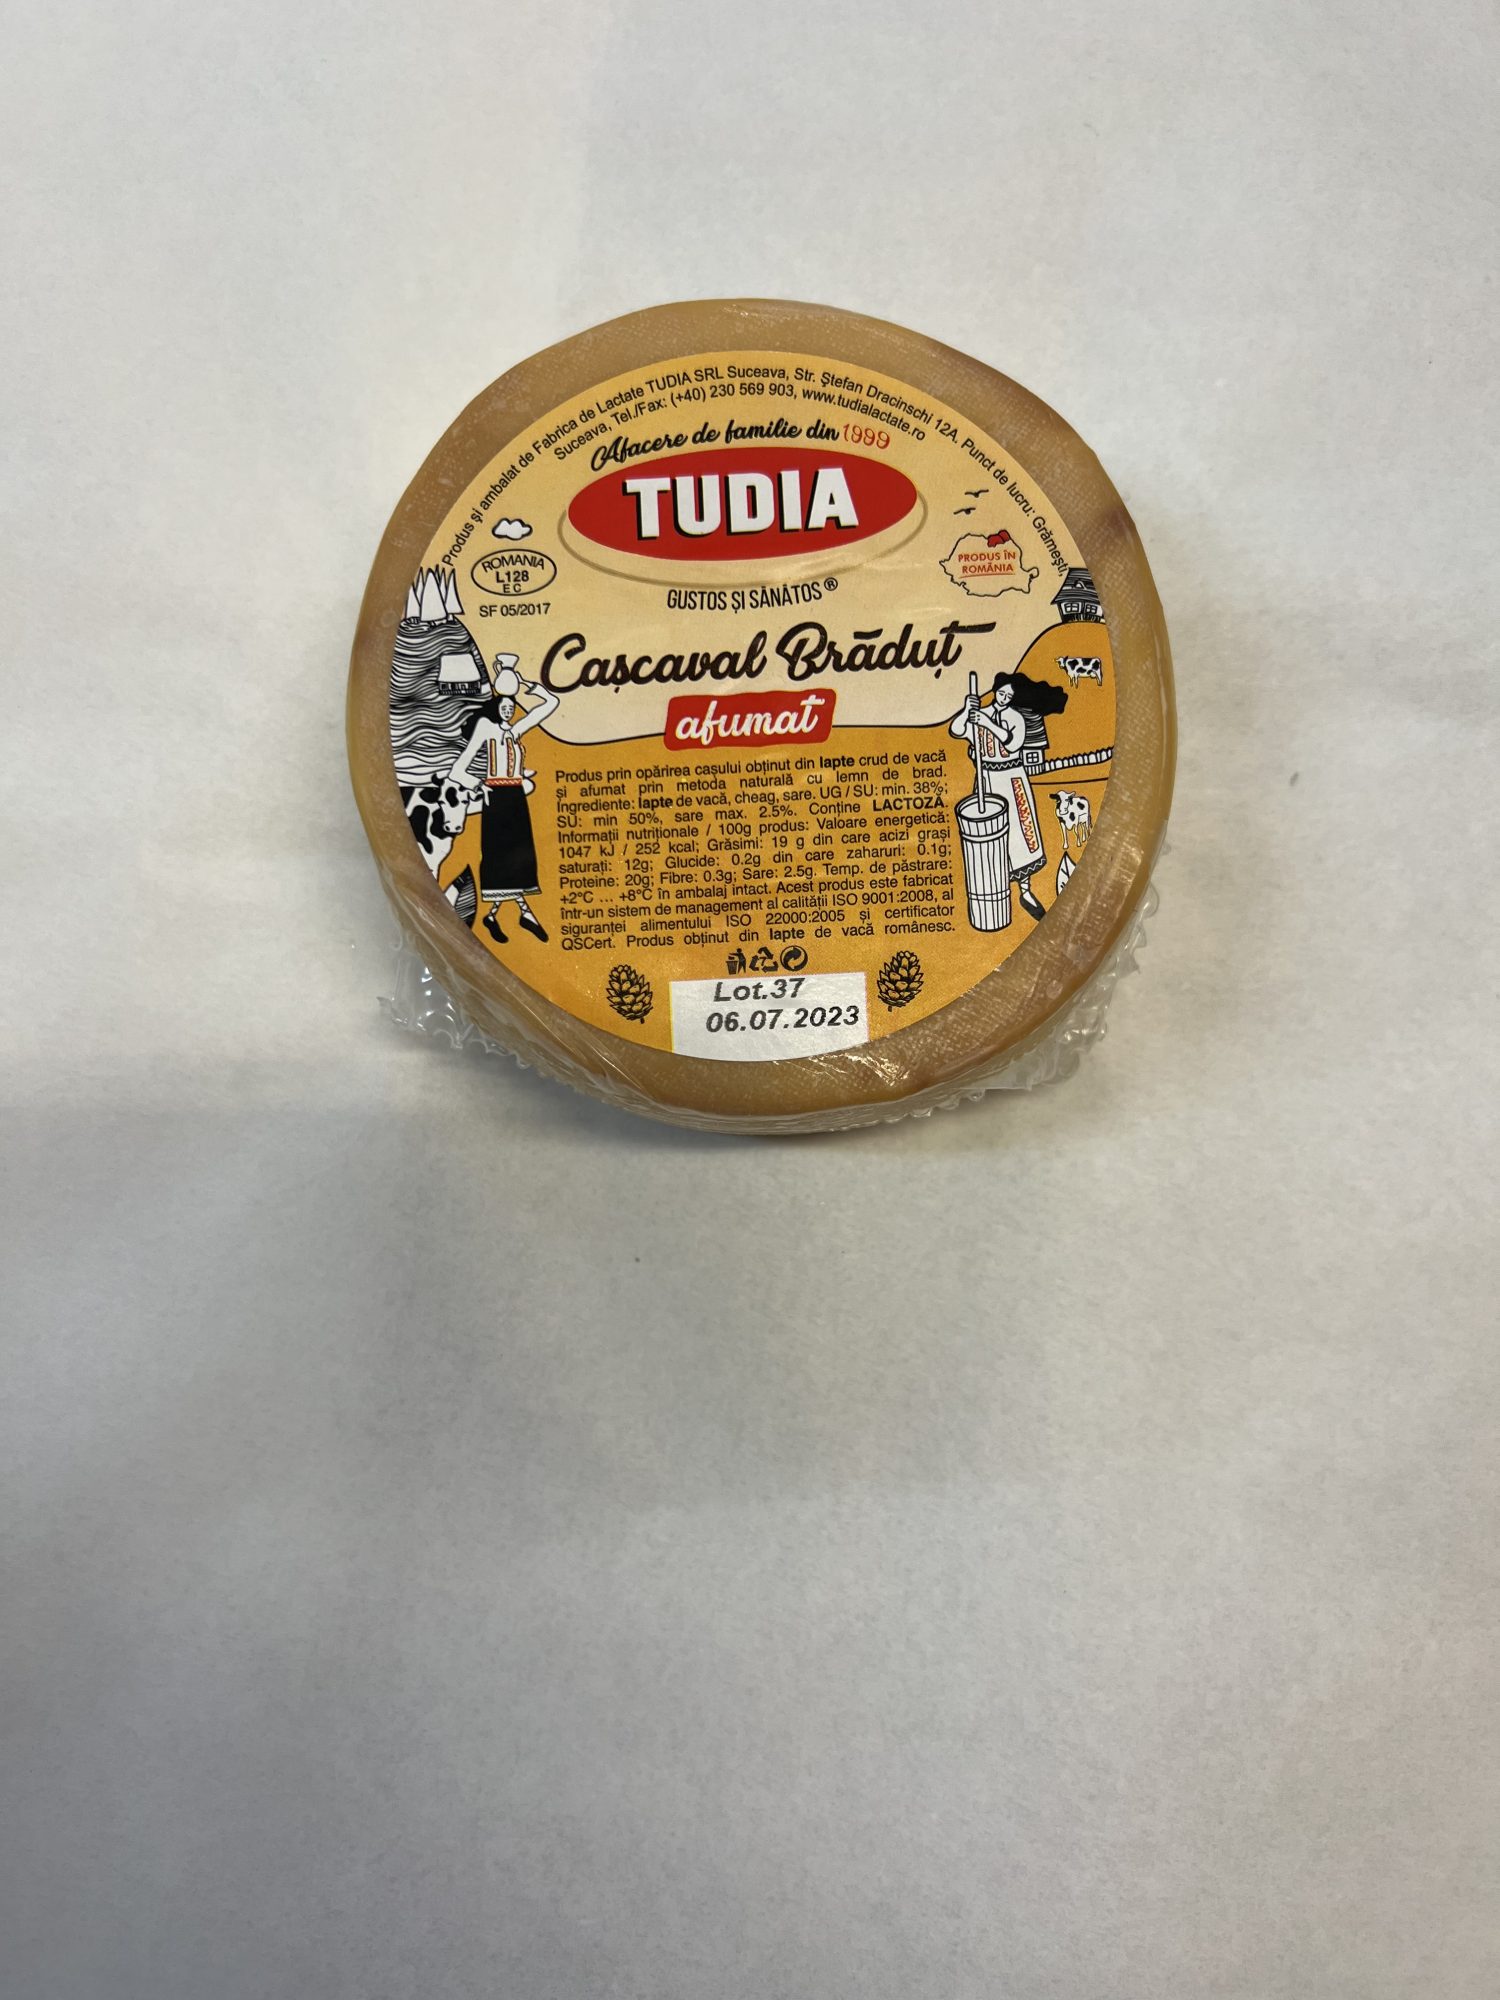 Produs și ambalat de Fabrica de Lactate TUDIA SRL Suceava, Str. Ștefan Dracinschi 12A. Punct de lucru: Grămești,
Suceava, Tel./Fax: (+40) 230 569 903, www.tudialactate.ro
Afacere de familie din 1999
TUDIA
GUSTOS ȘI SĂNĂTOS®
ROMANIA
L128
EC
SF 05/2017
PRODUS ÎN
ROMÂNIA
Cașcaval Brăduț
afumat
Produs prin opărirea cașului obținut din lapte crud de vacă
și afumat prin metoda naturală cu lemn de brad.
Ingrediente: lapte de vacă, cheag, sare. UG / SU: min. 38%;
SU: min 50%, sare max. 2.5%. Conține LACTOZĂ.
Informații nutriționale / 100g produs: Valoare energetică:
1047 kJ / 252 kcal; Grăsimi: 19 g din care acizi grași
saturați: 12g; Glucide: 0.2g din care zaharuri: 0.1g;
Proteine: 20g; Fibre: 0.3g; Sare: 2.5g. Temp. de păstrare:
+2°C ... +8°C în ambalaj intact. Acest produs este fabricat
într-un sistem de management al calității ISO 9001:2008, al
siguranței alimentului ISO 22000:2005 și certificator
QSCert. Produs obținut din lapte de vacă românesc.
Lot.37
06.07.2023